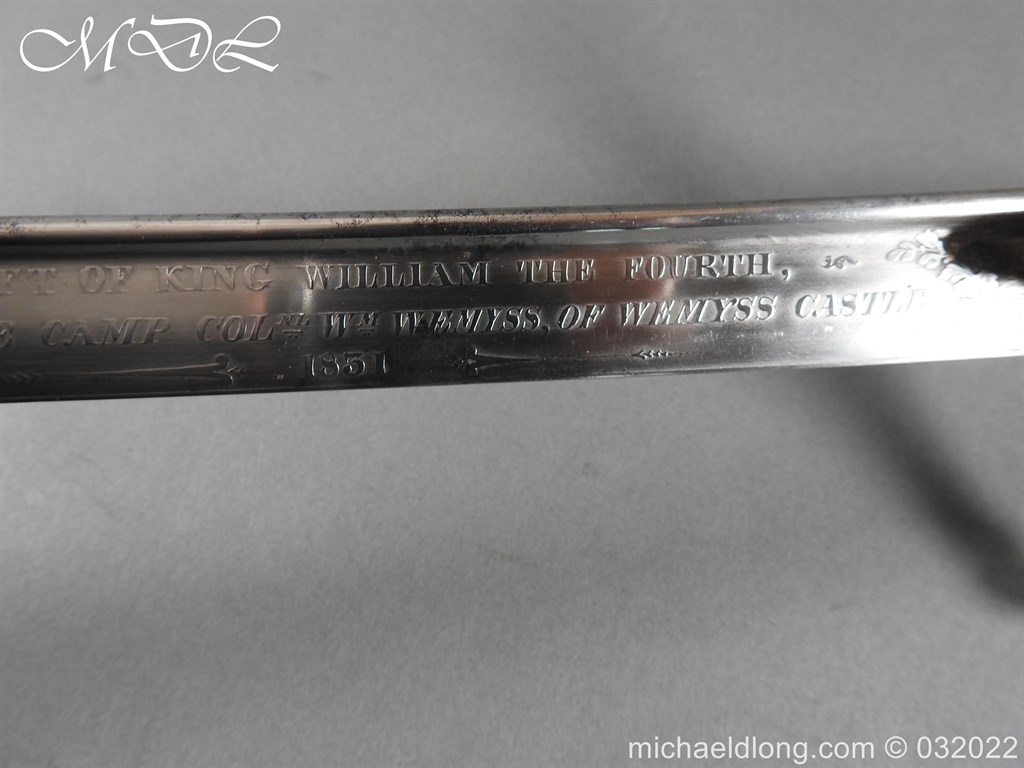 MDL
FT OF KING WILLIAM THE FOURTH,
E CAMP COLNL WM WEMYSS, OF WEMYSS CASTLE
1831
michaeldlong.com © 032022